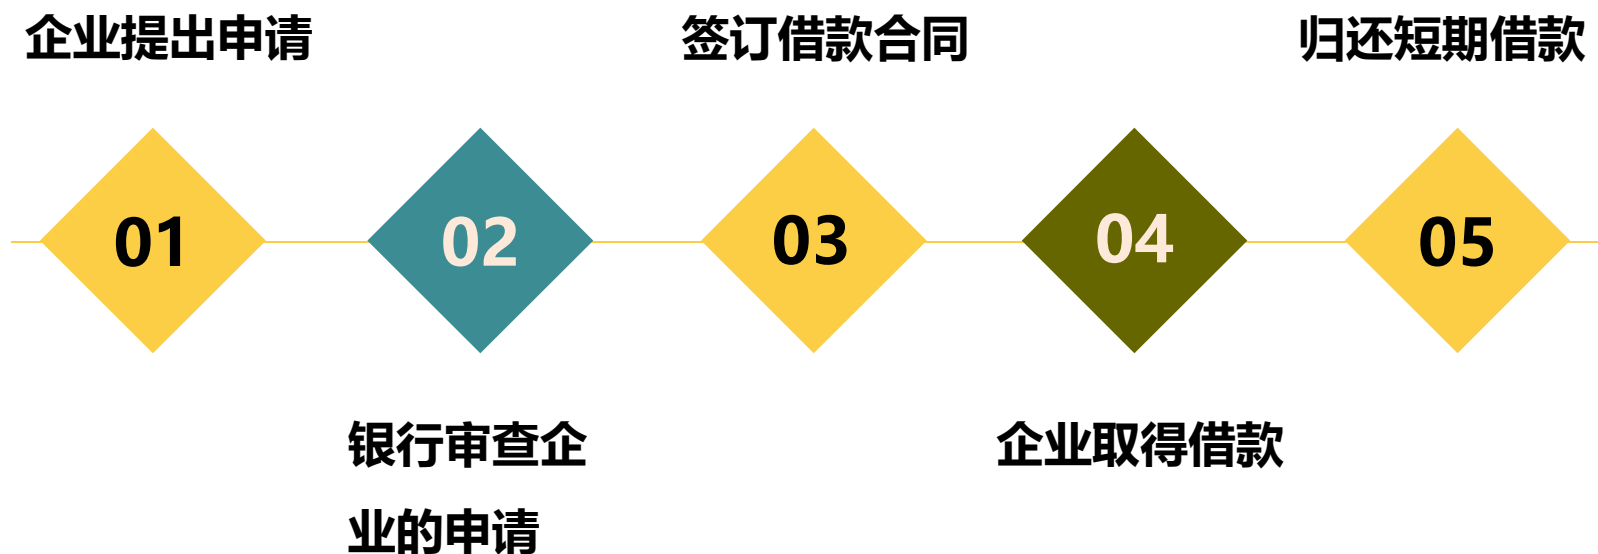 企业提出申请
签订借款合同
归还短期借款
01
02
03
04
05
银行审查企
业的申请
企业取得借款